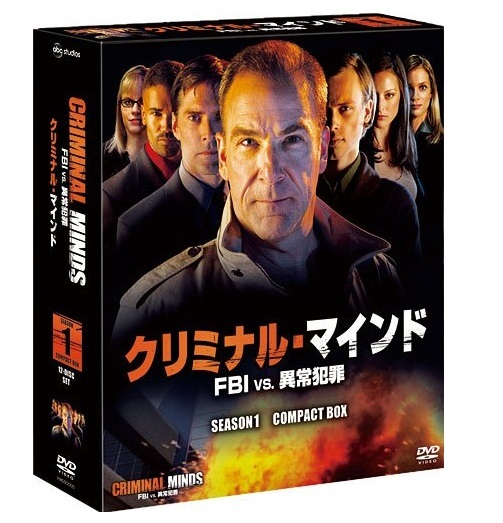 abc studios
CRIMINAL MINDS
FBI vs. 異常犯罪
クリミナル・マインド
SEASON
1
COMPACT BOX
12-DISC
SET
DVD
VIDEO
クリミナル・マインド
FBI vs. 異常犯罪
SEASON1 COMPACT BOX
CRIMINAL MINDS
FBI vs. 異常犯罪
DVD
VIDEO